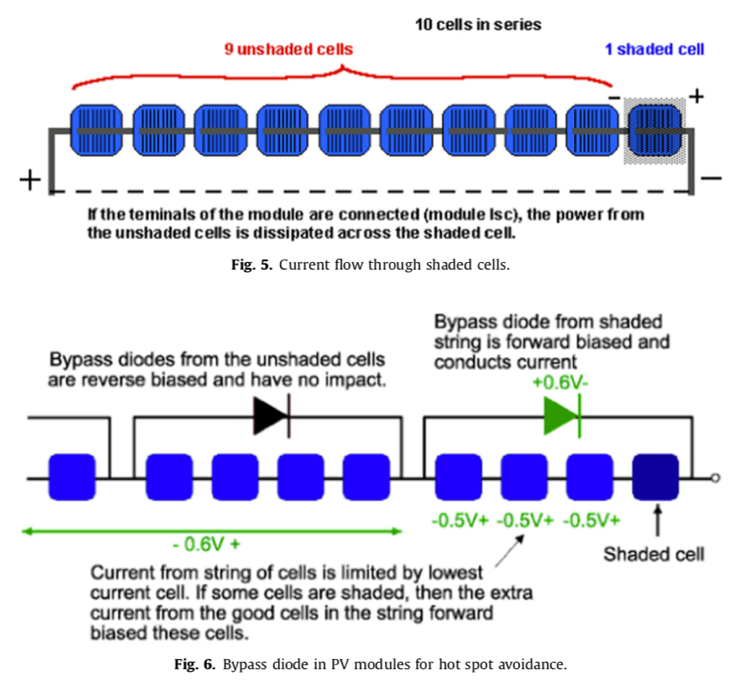 10 cells in series
9 unshaded cells
1 shaded cell
− +
+ −
If the teminals of the module are connected (module Isc), the power from
the unshaded cells is dissipated across the shaded cell.
Fig. 5. Current flow through shaded cells.
Bypass diode from shaded
string is forward biased and
conducts current
Bypass diodes from the unshaded cells
are reverse biased and have no impact.
+0.6V-
-0.5V+ -0.5V+ -0.5V+
- 0.6V +
Shaded cell
Current from string of cells is limited by lowest
current cell. If some cells are shaded, then the extra
current from the good cells in the string forward
biased these cells.
Fig. 6. Bypass diode in PV modules for hot spot avoidance.